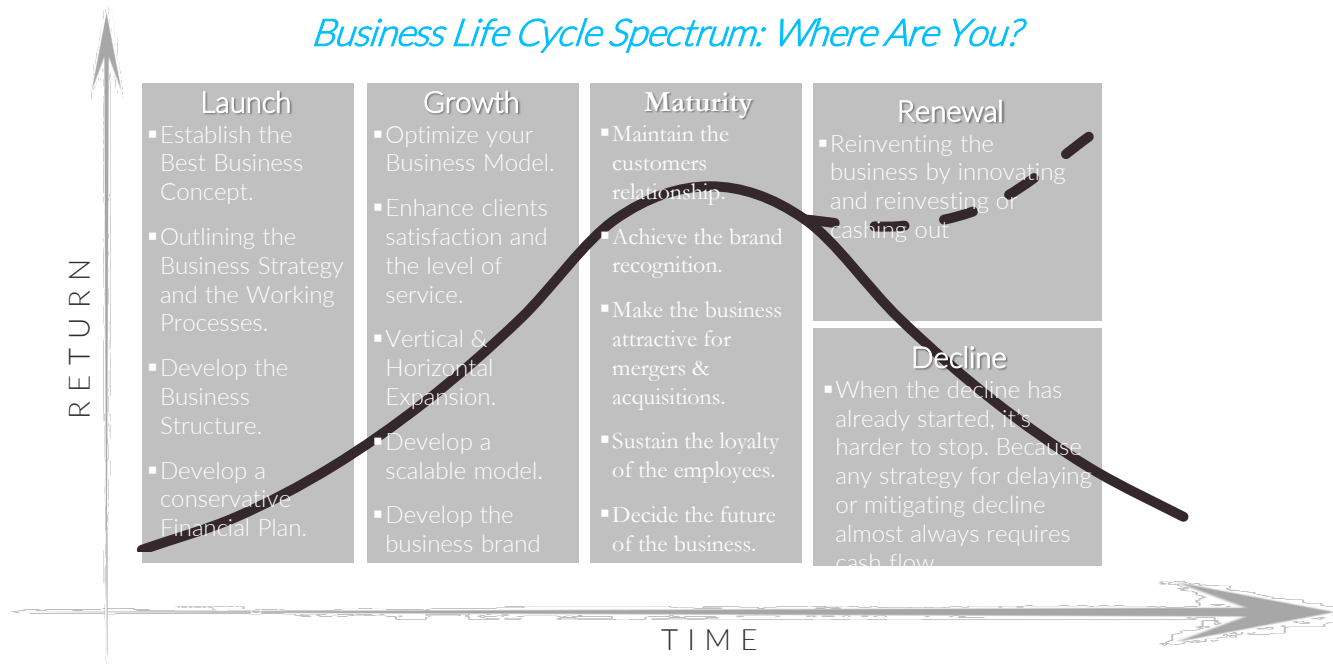 Business Life Cycle Spectrum: Where Are You?
Launch
▪Establish the
Best Business
Concept.
▪Outlining the
Business Strategy
and the Working
Processes.
▪Develop the
Business
Structure.
▪Develop a
conservative
Financial Plan.
Growth
▪Optimize your
Business Model.
▪Enhance clients
satisfaction and
the level of
service.
▪Vertical &
Horizontal
Expansion.
▪Develop a
scalable model.
▪Develop the
business brand
Maturity
▪Maintain the
customers
relationship.
▪Achieve the brand
recognition.
▪Make the business
attractive for
mergers &
acquisitions.
▪Sustain the loyalty
of the employees.
▪Decide the future
of the business.
Renewal
▪Reinventing the
business by innovating
and reinvesting or
cashing out
Decline
▪When the decline has
already started, it's
harder to stop. Because
any strategy for delaying
or mitigating decline
almost always requires
cash flow
RETURN
TIME